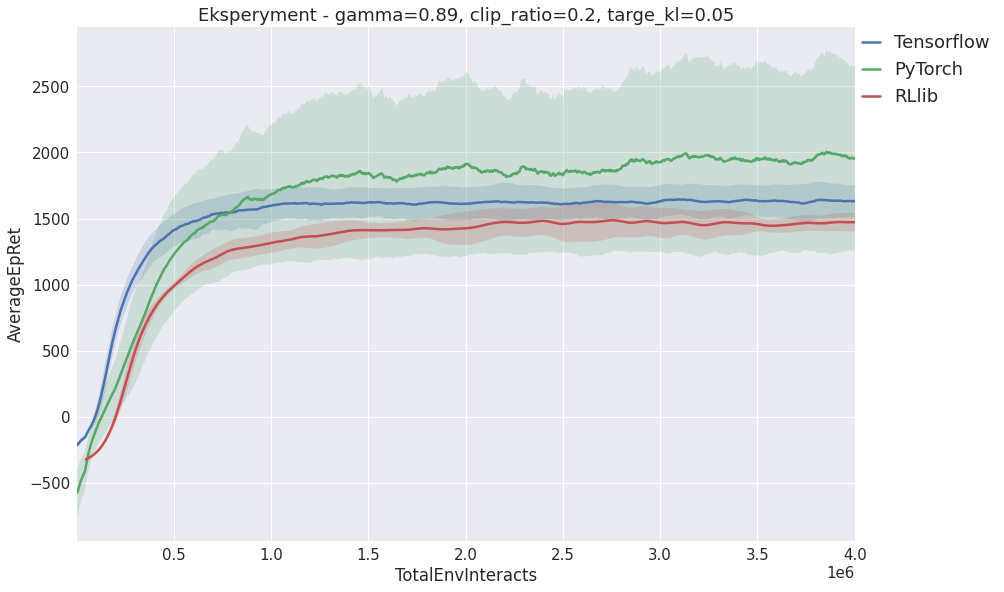 Eksperyment - gamma=0.89, clip_ratio=0.2, targe_kl=0.05
Tensorflow
PyTorch
RLlib
AverageEpRet
2500
2000
1500
1000
500
0
−500
0.5 1.0 1.5 2.0 2.5 3.0 3.5 4.0
1e6
TotalEnvInteracts